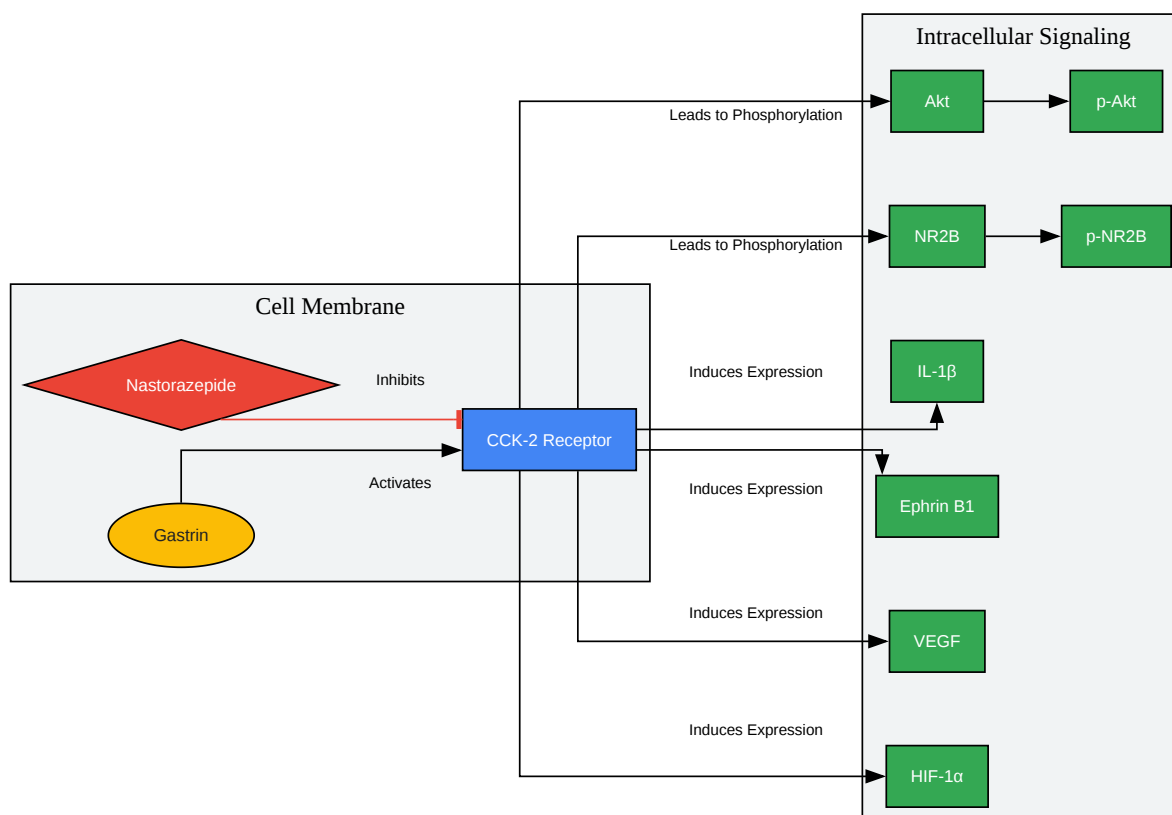 Intracellular Signaling
Akt
p-Akt
Leads to Phosphorylation
NR2B
p-NR2B
Leads to Phosphorylation
Cell Membrane
Nastorazepide
Inhibits
Induces Expression
IL-1β
CCK-2 Receptor
Activates
Induces Expression
Ephrin B1
Gastrin
Induces Expression
VEGF
Induces Expression
HIF-1α